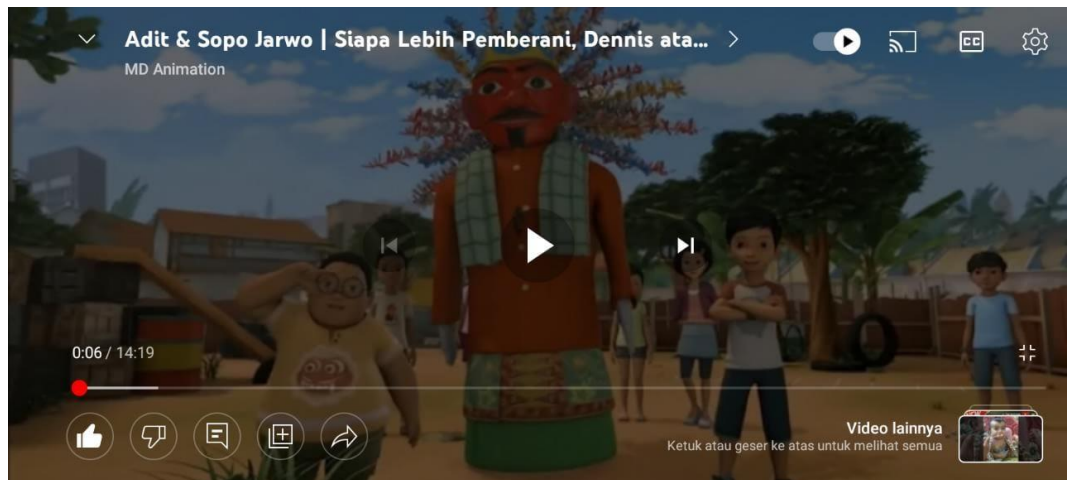 Adit & Sopo Jarwo | Siapa Lebih Pemberani, Dennis ata...
MD Animation
CC
0:06 / 14:19
Video lainnya
Ketuk atau geser ke atas untuk melihat semua